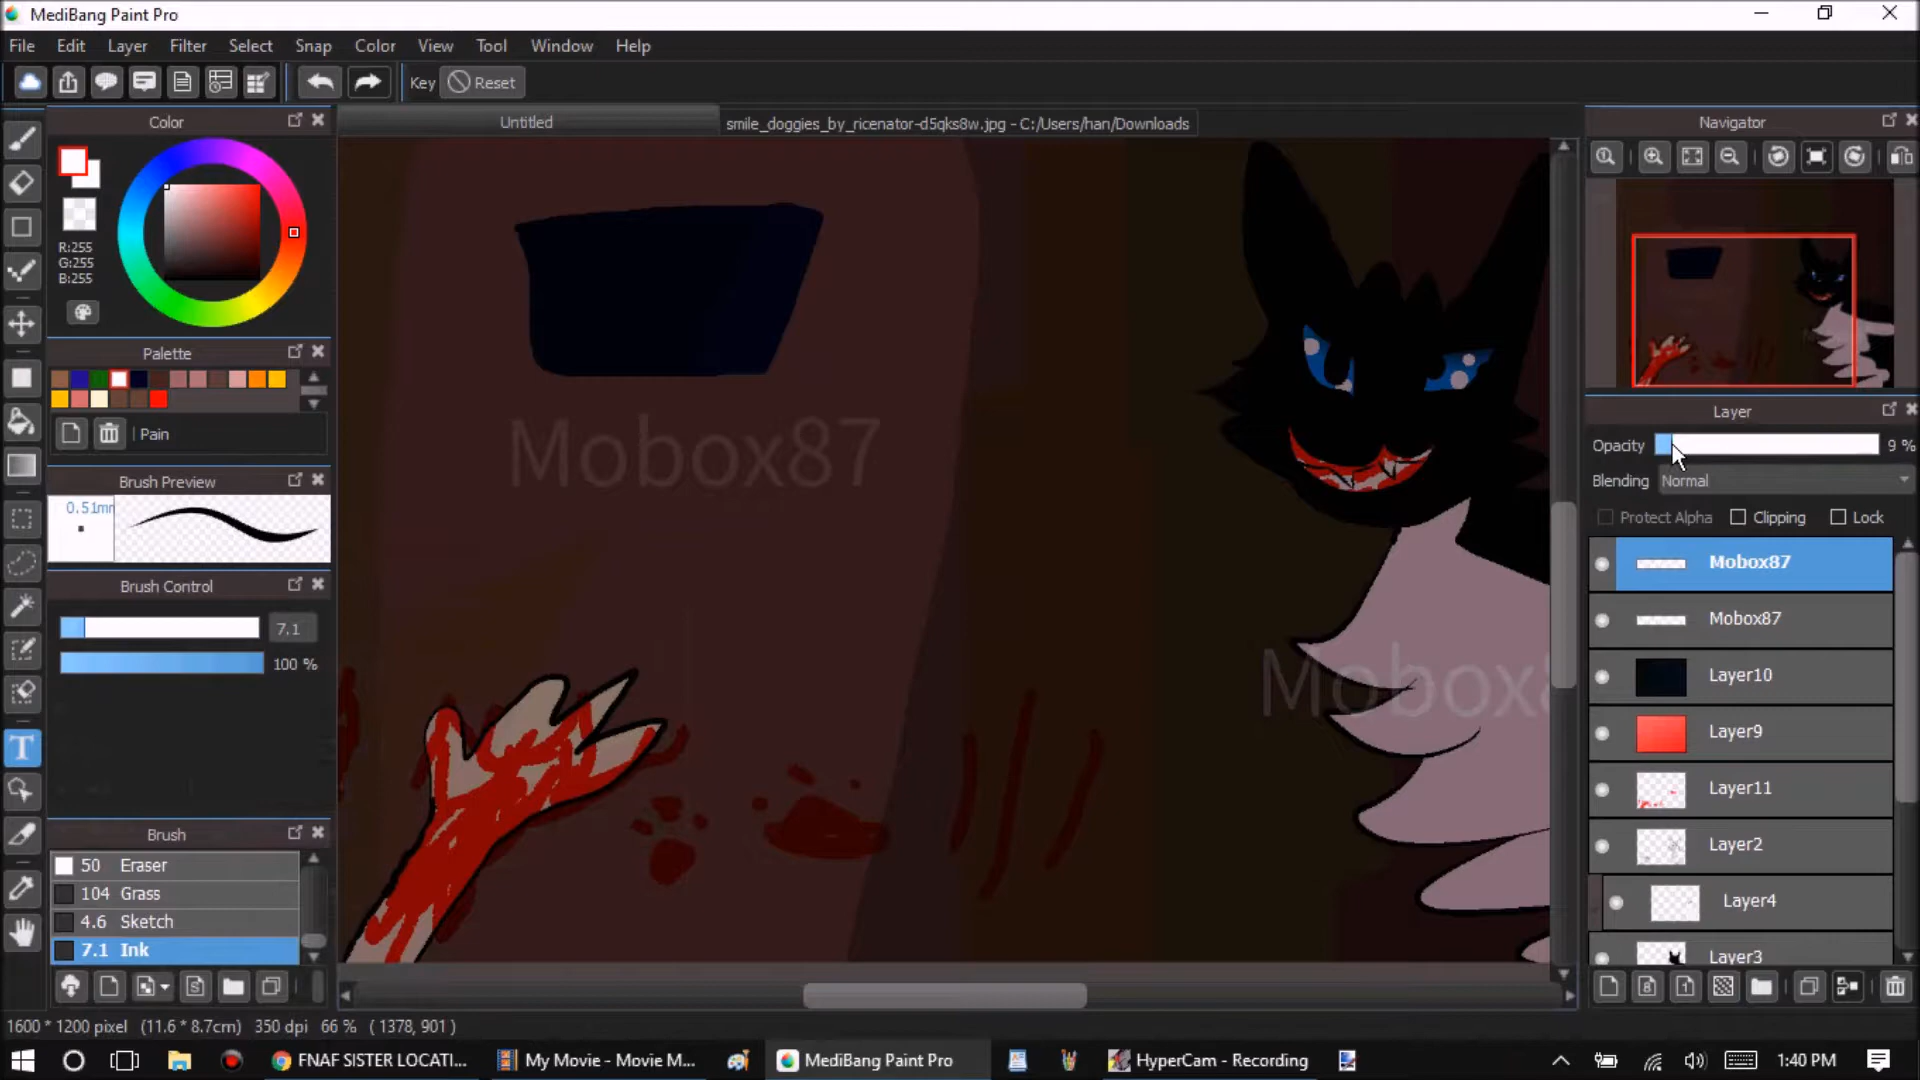 MediBang Paint Pro
File Edit Layer Filter Select Snap Color View Tool Window Help
Key Reset
Color
Untitled
smile_doggies_by_ricenator-d5qks8w.jpg - C:/Users/han/Downloads
Navigator
R:255
G:255
B:255
Palette
Pain
Brush Preview
0.51mm
Brush Control
7.1
100 %
Brush
50 Eraser
104 Grass
4.6 Sketch
7.1 Ink
Mobox87
Mobox8
Layer
Opacity 9 %
Blending Normal
Protect Alpha Clipping Lock
Mobox87
Mobox87
Layer10
Layer9
Layer11
Layer2
Layer4
Layer3
1600 * 1200 pixel (11.6 * 8.7cm) 350 dpi 66 % ( 1378, 901 )
FNAF SISTER LOCATI... My Movie - Movie M... MediBang Paint Pro HyperCam - Recording 1:40 PM